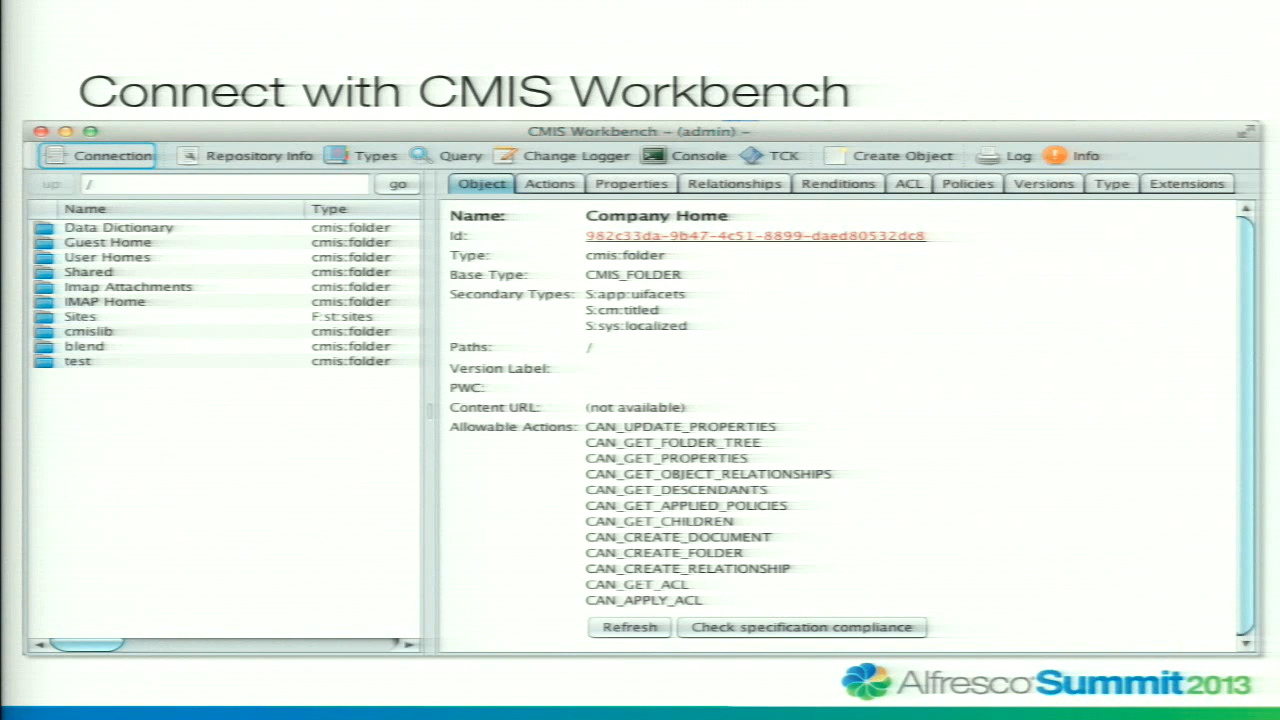 Connect with CMIS Workbench
CMIS Workbench - (admin) -
Connection Repository Info Types Query Change Logger Console TCK Create Object Log Info
up / go
Name Type
Data Dictionary cmis:folder
Guest Home cmis:folder
User Homes cmis:folder
Shared cmis:folder
Imap Attachments cmis:folder
IMAP Home cmis:folder
Sites F:st:sites
cmislib cmis:folder
blend cmis:folder
test cmis:folder
Object Actions Properties Relationships Renditions ACL Policies Versions Type Extensions
Name: Company Home
Id: 982c33da-9b47-4c51-8899-daed80532dc8
Type: cmis:folder
Base Type: CMIS_FOLDER
Secondary Types: S:app:uifacets
S:cm:titled
S:sys:localized
Paths: /
Version Label:
PWC:
Content URL: (not available)
Allowable Actions: CAN_UPDATE_PROPERTIES
CAN_GET_FOLDER_TREE
CAN_GET_PROPERTIES
CAN_GET_OBJECT_RELATIONSHIPS
CAN_GET_DESCENDANTS
CAN_GET_APPLIED_POLICIES
CAN_GET_CHILDREN
CAN_CREATE_DOCUMENT
CAN_CREATE_FOLDER
CAN_CREATE_RELATIONSHIP
CAN_GET_ACL
CAN_APPLY_ACL
Refresh Check specification compliance
Alfresco Summit 2013